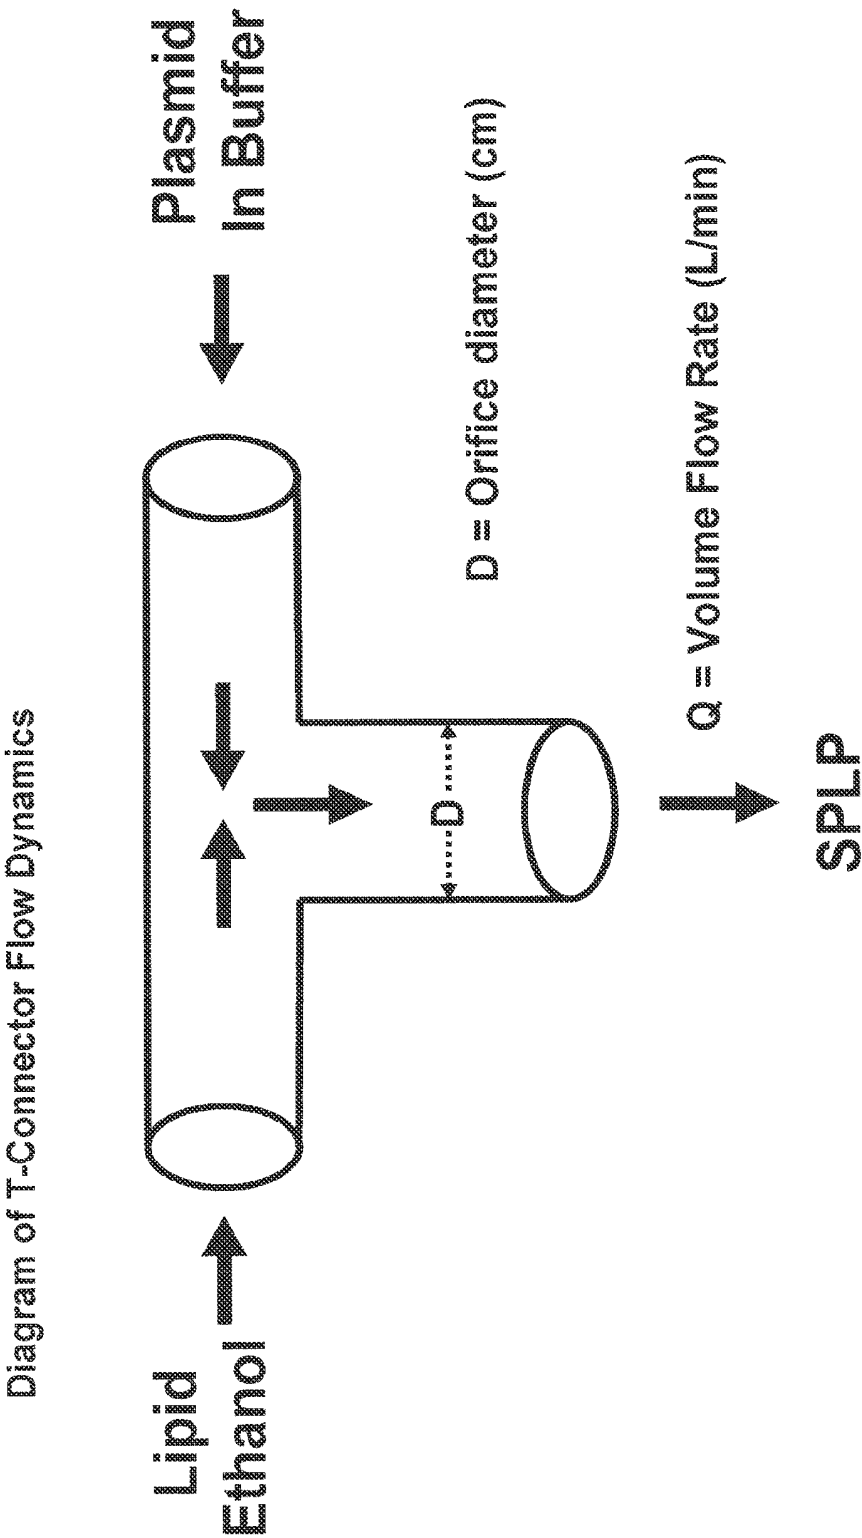 Diagram of T-Connector Flow Dynamics
Lipid
Ethanol
Plasmid
In Buffer
D
D = Orifice diameter (cm)
Q = Volume Flow Rate (L/min)
SPLP